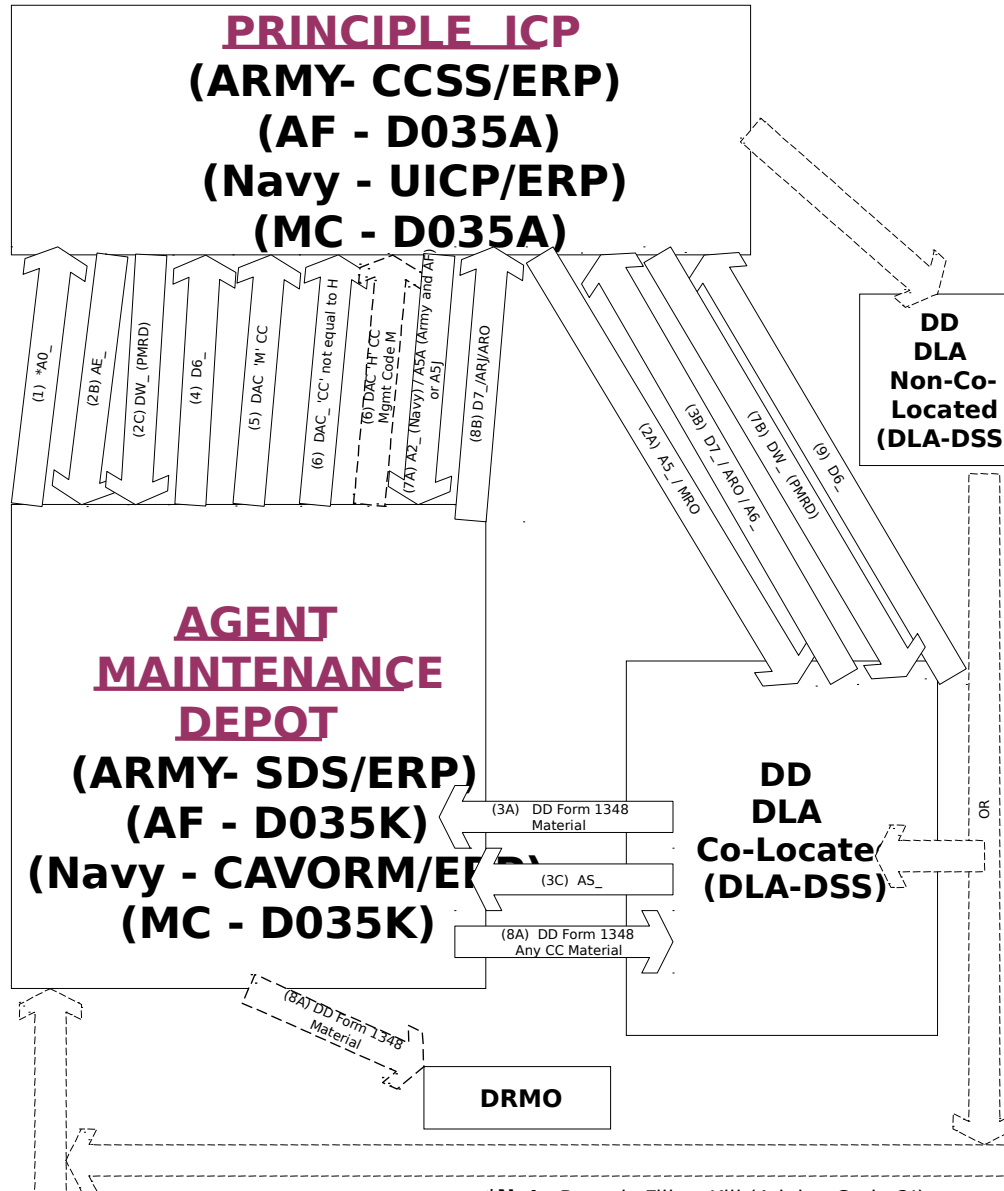 PRINCIPLE ICP
(ARMY- CCSS/ERP)
(AF - D035A)
(Navy - UICP/ERP)
(MC - D035A)
(1) *A0_
(2B) AE_
(2C) DW_ (PMRD)
(4) D6_
(5) DAC 'M' CC
(6) DAC_ 'CC' not equal to H
(6) DAC 'H' CC
Mgmt Code M
(7A) A2_ (Navy) / A5A (Army and AF)
or A5J
(8B) D7_/ARJ/ARO
(2A) A5_ / MRO
(3B) D7_ / ARO / A6_
(7B) DW_ (PMRD)
(9) D6_
DD
DLA
Non-Co-
Located
(DLA-DSS
AGENT
MAINTENANCE
DEPOT
(ARMY- SDS/ERP)
(AF - D035K)
(Navy - CAVORM/ERP)
(MC - D035K)
(3A) DD Form 1348
Material
(3C) AS_
(8A) DD Form 1348
Any CC Material
DD
DLA
Co-Locate
(DLA-DSS)
OR
(8A) DD Form 1348
Material
DRMO